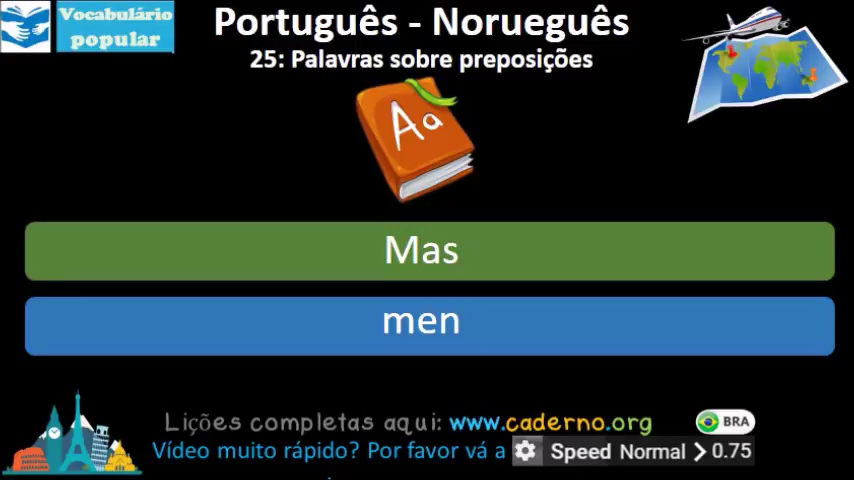 Vocabulário
popular
Português - Norueguês
25: Palavras sobre preposições
Aa
Mas
men
Lições completas aqui: www.caderno.org
BRA
Vídeo muito rápido? Por favor vá a Speed Normal > 0.75